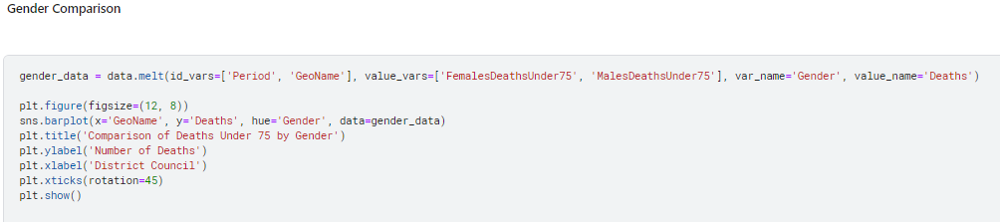 Gender Comparison
gender_data = data.melt(id_vars=['Period', 'GeoName'], value_vars=['FemalesDeathsUnder75', 'MalesDeathsUnder75'], var_name='Gender', value_name='Deaths')
plt.figure(figsize=(12, 8))
sns.barplot(x='GeoName', y='Deaths', hue='Gender', data=gender_data)
plt.title('Comparison of Deaths Under 75 by Gender')
plt.ylabel('Number of Deaths')
plt.xlabel('District Council')
plt.xticks(rotation=45)
plt.show()